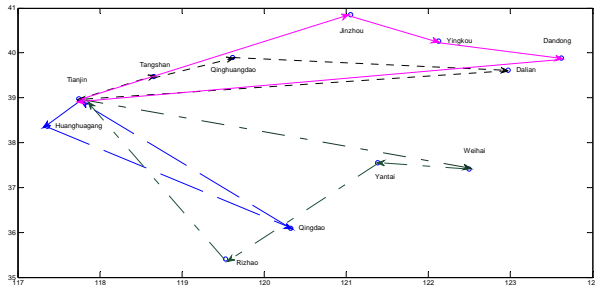 41
Jinzhou
Yingkou
Dandong
40
Tangshan
Qinghuangdao
Dalian
Tianjin
39
Huanghuagang
38
Weihai
Yantai
37
Qingdao
36
Rizhao
35
117 118 119 120 121 122 123 12